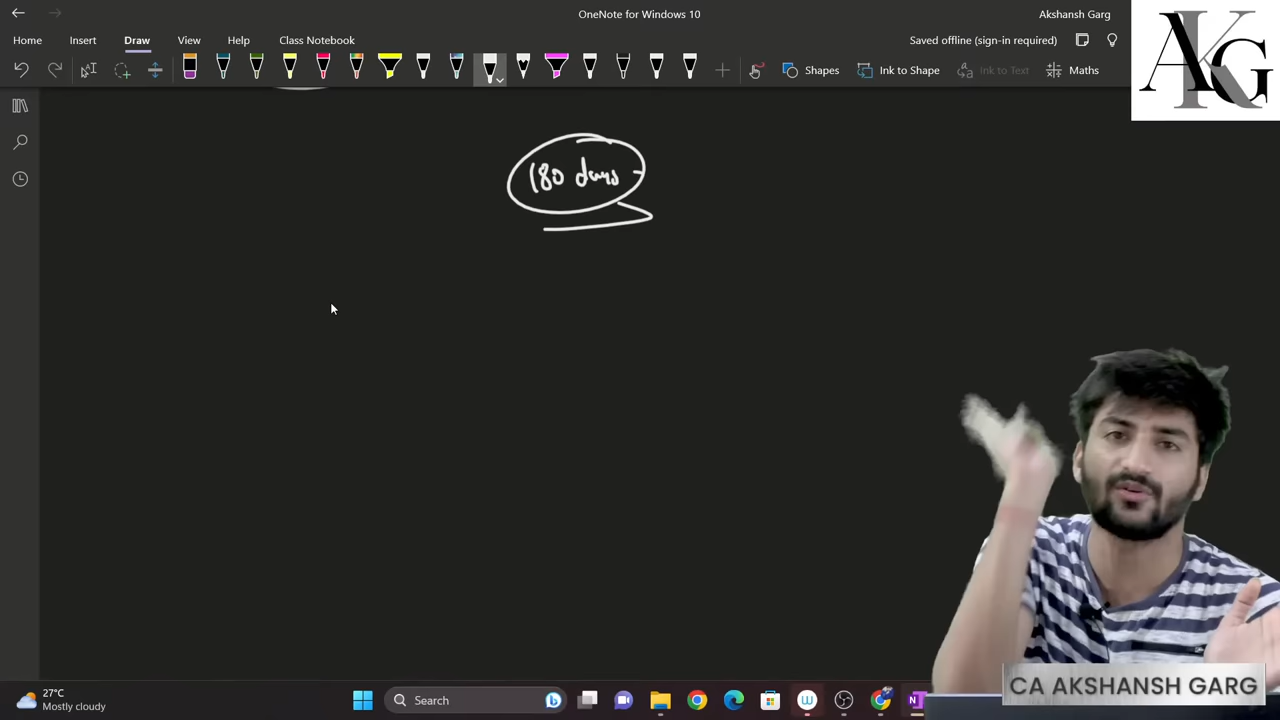 OneNote for Windows 10
Akshansh Garg
Home Insert Draw View Help Class Notebook
Saved offline (sign-in required)
Shapes Ink to Shape Ink to Text Maths
AKG
180 days
CA AKSHANSH GARG
27°C
Mostly cloudy
Search